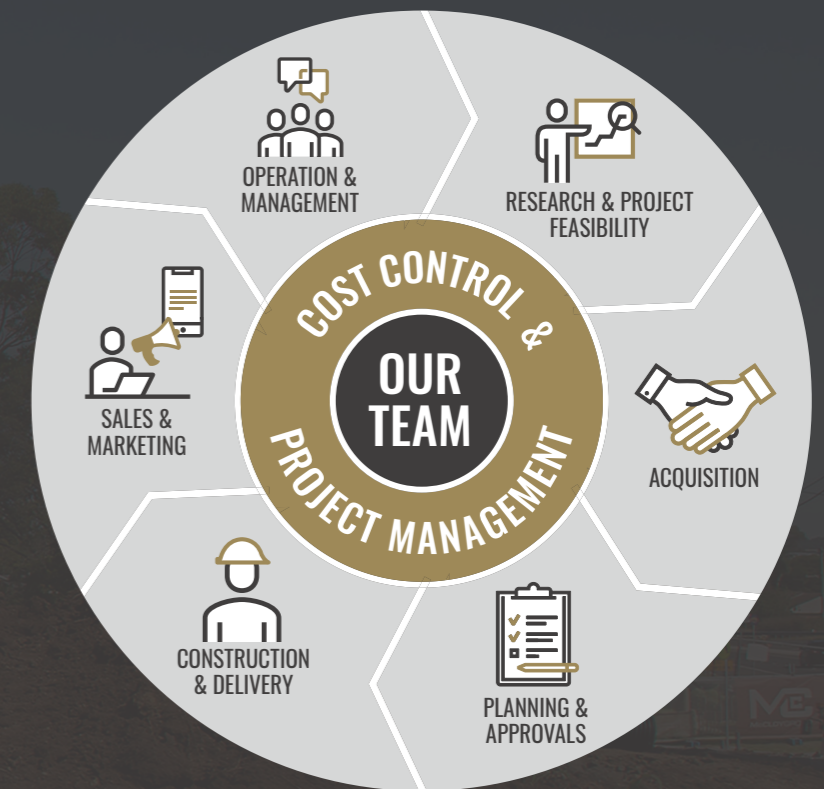 OPERATION &
MANAGEMENT
RESEARCH & PROJECT
FEASIBILITY
COST CONTROL &
PROJECT MANAGEMENT
OUR
TEAM
SALES &
MARKETING
ACQUISITION
CONSTRUCTION
& DELIVERY
PLANNING &
APPROVALS